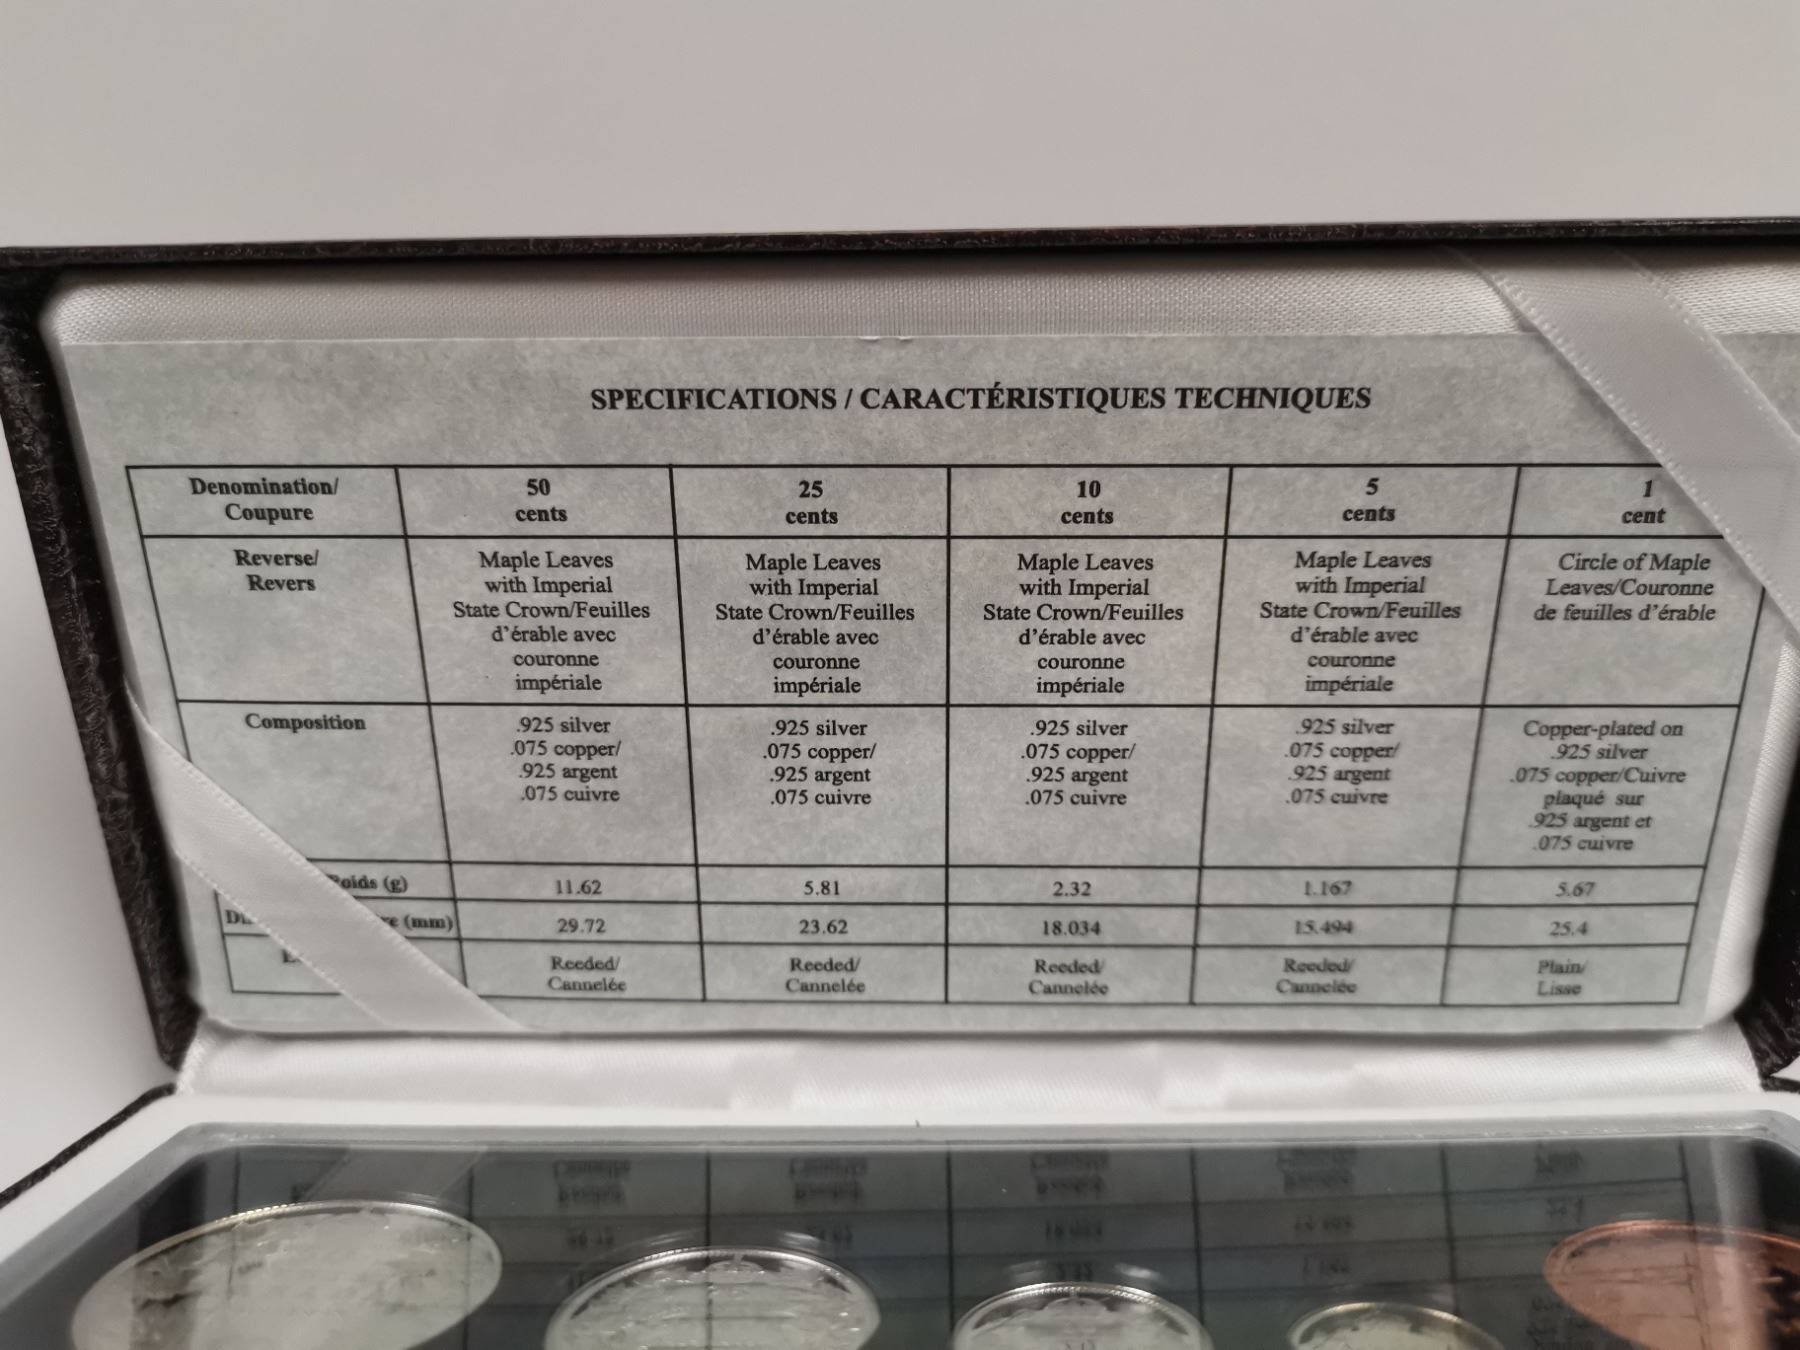 SPECIFICATIONS / CARACTÉRISTIQUES TECHNIQUES
Denomination/
Coupure
50
cents
25
cents
10
cents
5
cents
1
cent
Reverse/
Revers
Maple Leaves
with Imperial
State Crown/Feuilles
d'érable avec
couronne
impériale
Maple Leaves
with Imperial
State Crown/Feuilles
d'érable avec
couronne
impériale
Maple Leaves
with Imperial
State Crown/Feuilles
d'érable avec
couronne
impériale
Maple Leaves
with Imperial
State Crown/Feuilles
d'érable avec
couronne
impériale
Circle of Maple
Leaves/Couronne
de feuilles d'érable
Composition
.925 silver
.075 copper/
.925 argent
.075 cuivre
.925 silver
.075 copper/
.925 argent
.075 cuivre
.925 silver
.075 copper/
.925 argent
.075 cuivre
.925 silver
.075 copper/
.925 argent
.075 cuivre
Copper-plated on
.925 silver
.075 copper/Cuivre
plaqué sur
.925 argent et
.075 cuivre
Poids (g)
11.62
5.81
2.32
1.167
5.67
(mm)
29.72
23.62
18.034
15.494
25.4
Reeded/
Cannelée
Reeded/
Cannelée
Reeded/
Cannelée
Reeded/
Cannelée
Plain/
Lisse